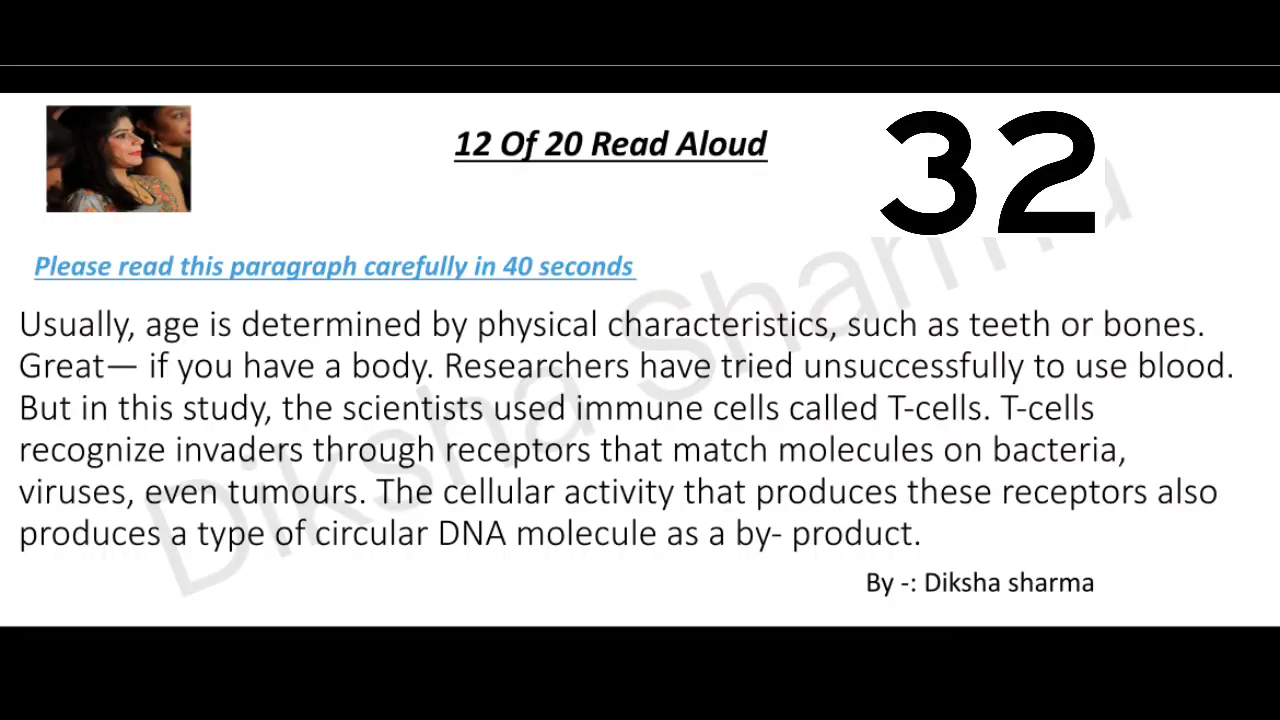 12 Of 20 Read Aloud
32
Please read this paragraph carefully in 40 seconds
Usually, age is determined by physical characteristics, such as teeth or bones.
Great— if you have a body. Researchers have tried unsuccessfully to use blood.
But in this study, the scientists used immune cells called T-cells. T-cells
recognize invaders through receptors that match molecules on bacteria,
viruses, even tumours. The cellular activity that produces these receptors also
produces a type of circular DNA molecule as a by- product.
By -: Diksha sharma
Diksha Sharma